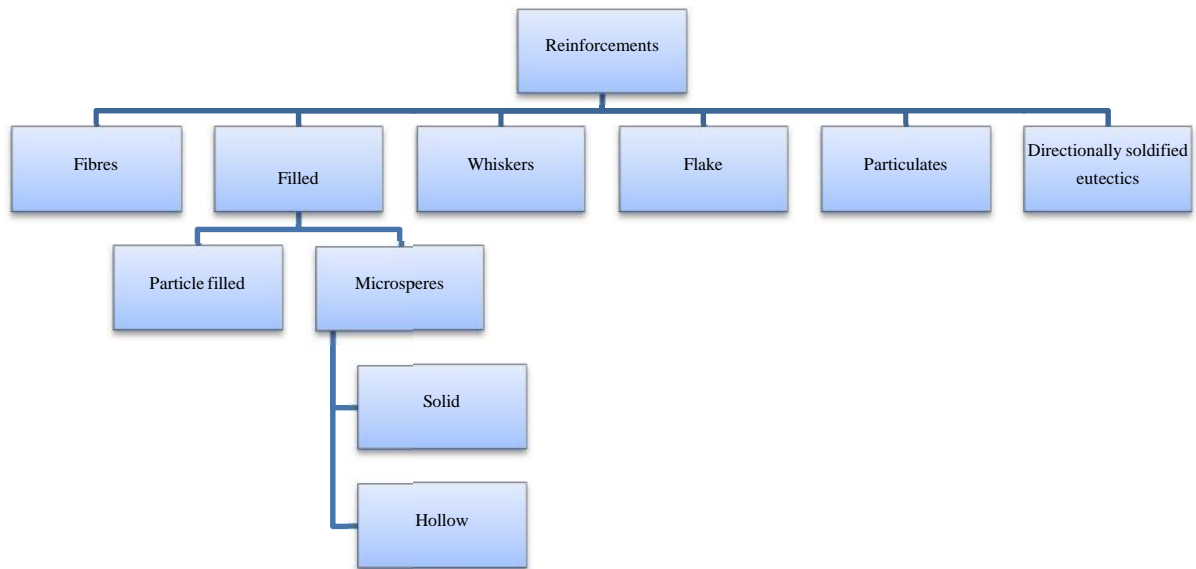 Reinforcements
Fibres
Filled
Whiskers
Flake
Particulates
Directionally soldified
eutectics
Particle filled
Microsperes
Solid
Hollow